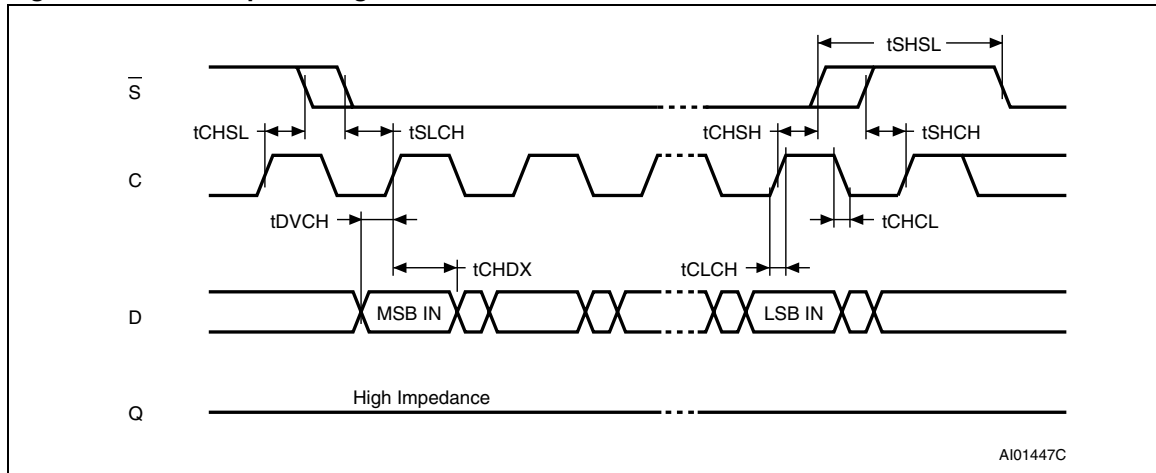 tSHSL
S
tCHSL
tSLCH
tCHSH
tSHCH
C
tDVCH
tCHCL
tCHDX
tCLCH
D
MSB IN
LSB IN
High Impedance
Q
AI01447C